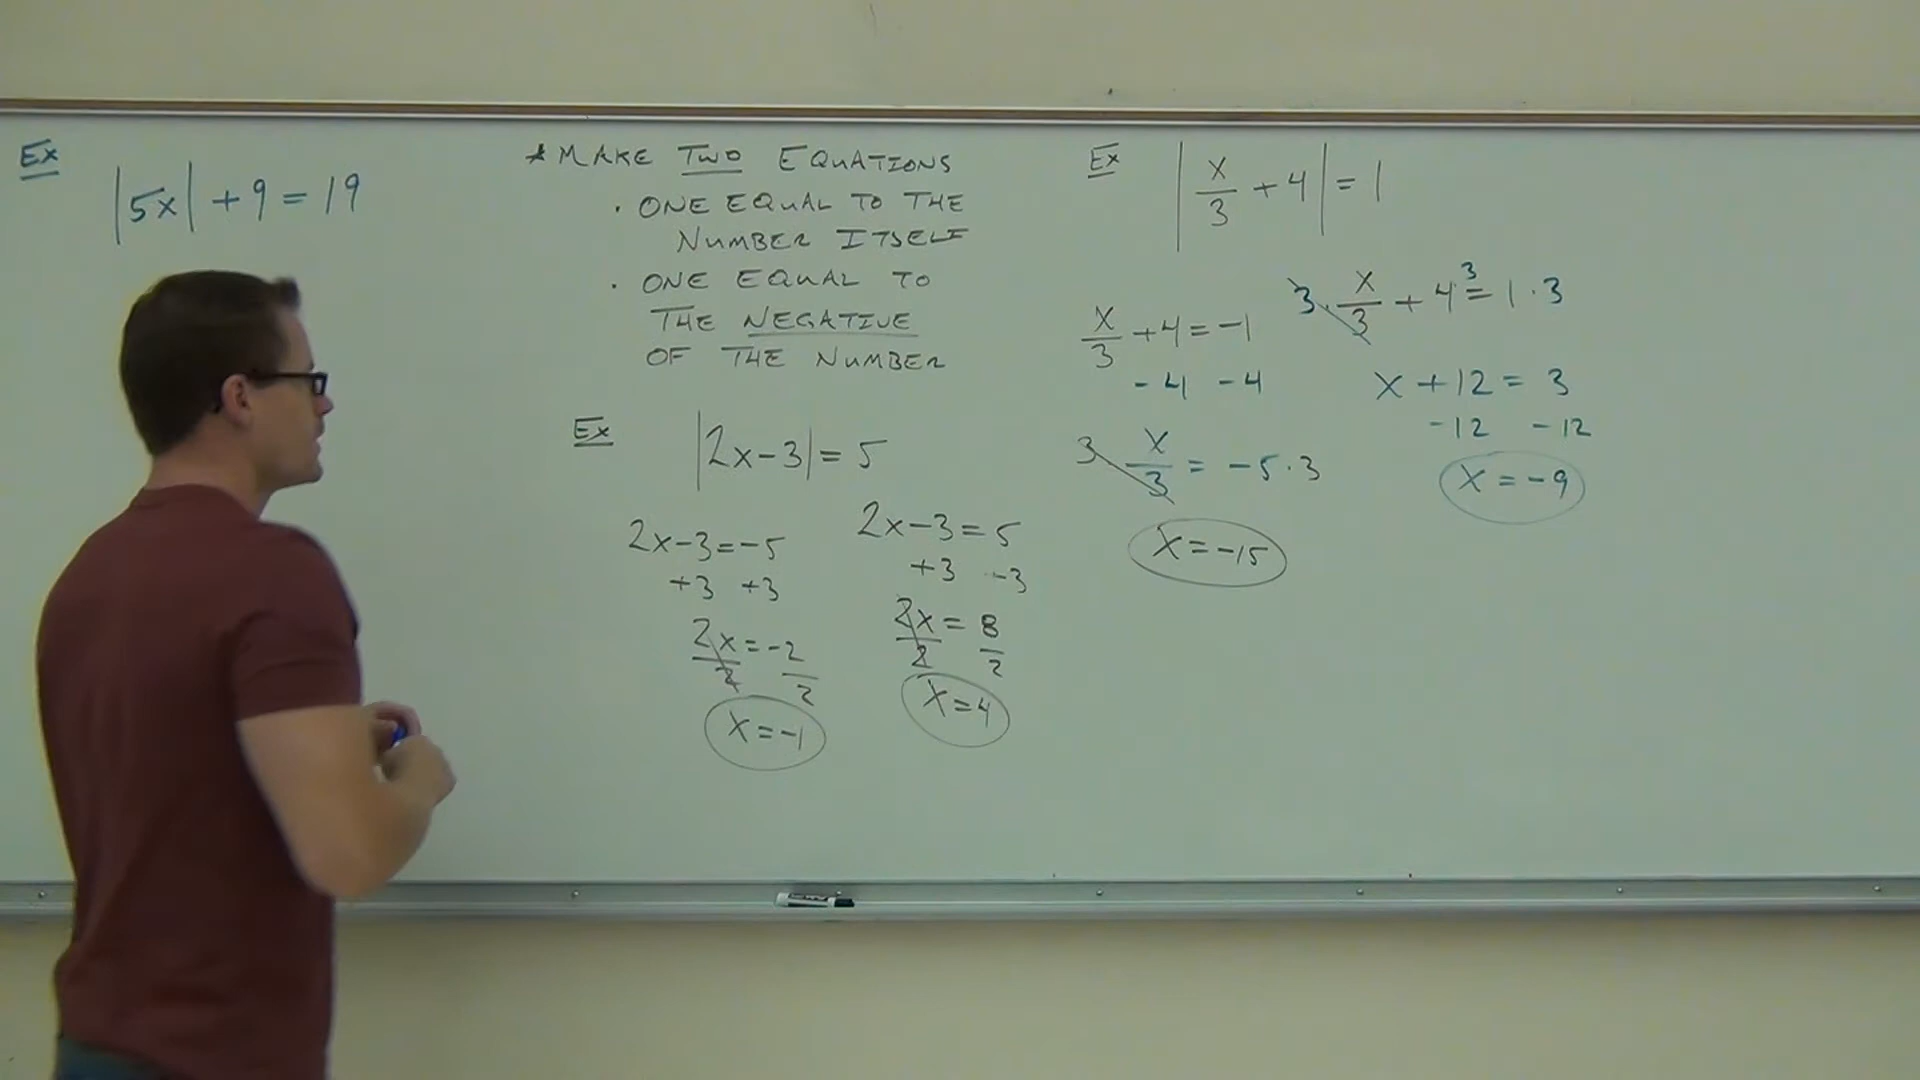 Ex
|5x| + 9 = 19
* MAKE TWO EQUATIONS
· ONE EQUAL TO THE
NUMBER ITSELF
· ONE EQUAL TO
THE NEGATIVE
OF THE NUMBER
Ex
|2x-3| = 5
2x-3 = -5
+3 +3
2x/2 = -2/2
x = -1
2x-3 = 5
+3 -3
2x/2 = 8/2
x = 4
Ex
|x/3 + 4| = 1
x/3 + 4 = -1
-4 -4
3 x/3 = -5·3
x = -15
3· x/3 + 4·3 = 1·3
x + 12 = 3
-12 -12
x = -9